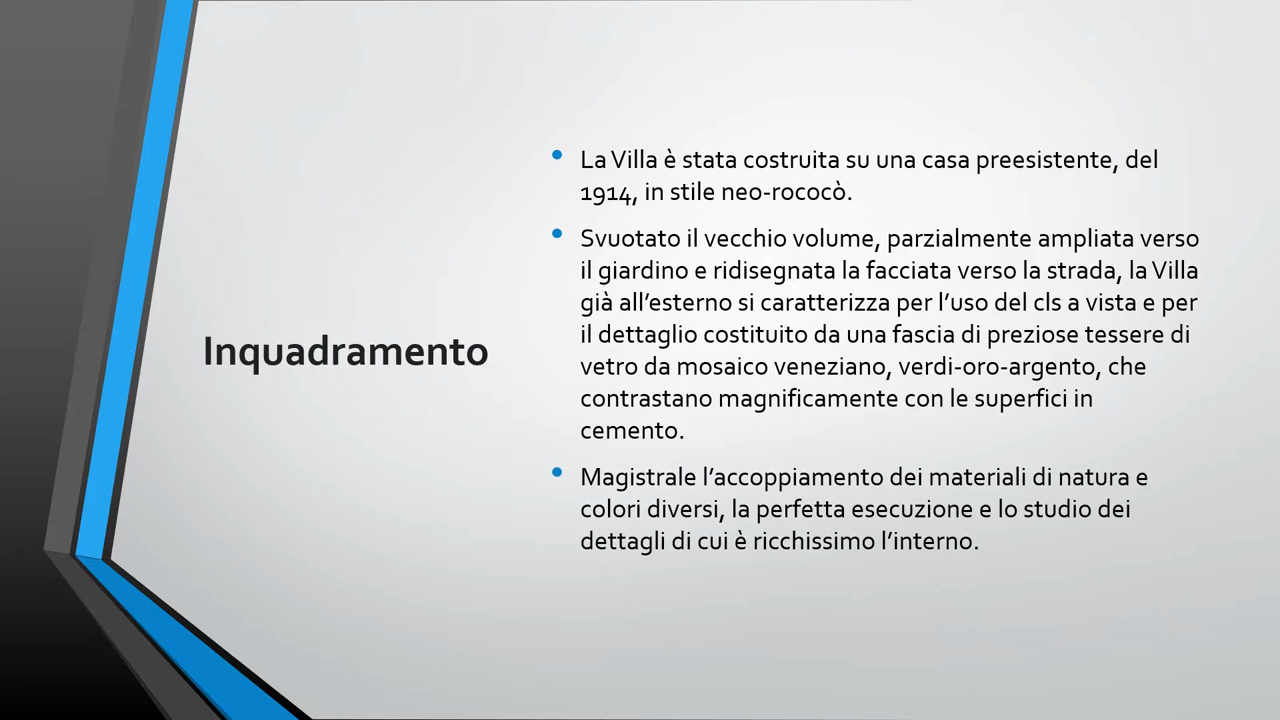 Inquadramento
La Villa è stata costruita su una casa preesistente, del
1914, in stile neo-rococò.
Svuotato il vecchio volume, parzialmente ampliata verso
il giardino e ridisegnata la facciata verso la strada, la Villa
già all’esterno si caratterizza per l’uso del cls a vista e per
il dettaglio costituito da una fascia di preziose tessere di
vetro da mosaico veneziano, verdi-oro-argento, che
contrastano magnificamente con le superfici in
cemento.
Magistrale l’accoppiamento dei materiali di natura e
colori diversi, la perfetta esecuzione e lo studio dei
dettagli di cui è ricchissimo l’interno.